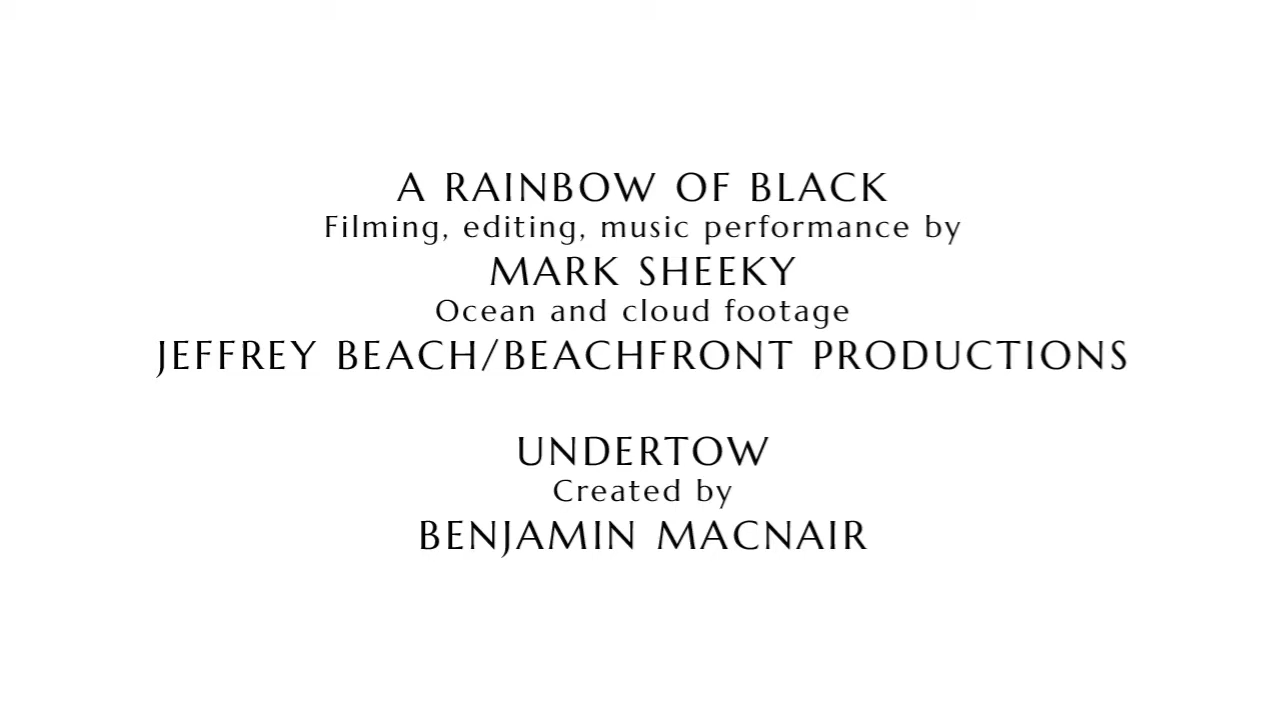 A RAINBOW OF BLACK
Filming, editing, music performance by
MARK SHEEKY
Ocean and cloud footage
JEFFREY BEACH/BEACHFRONT PRODUCTIONS
UNDERTOW
Created by
BENJAMIN MACNAIR